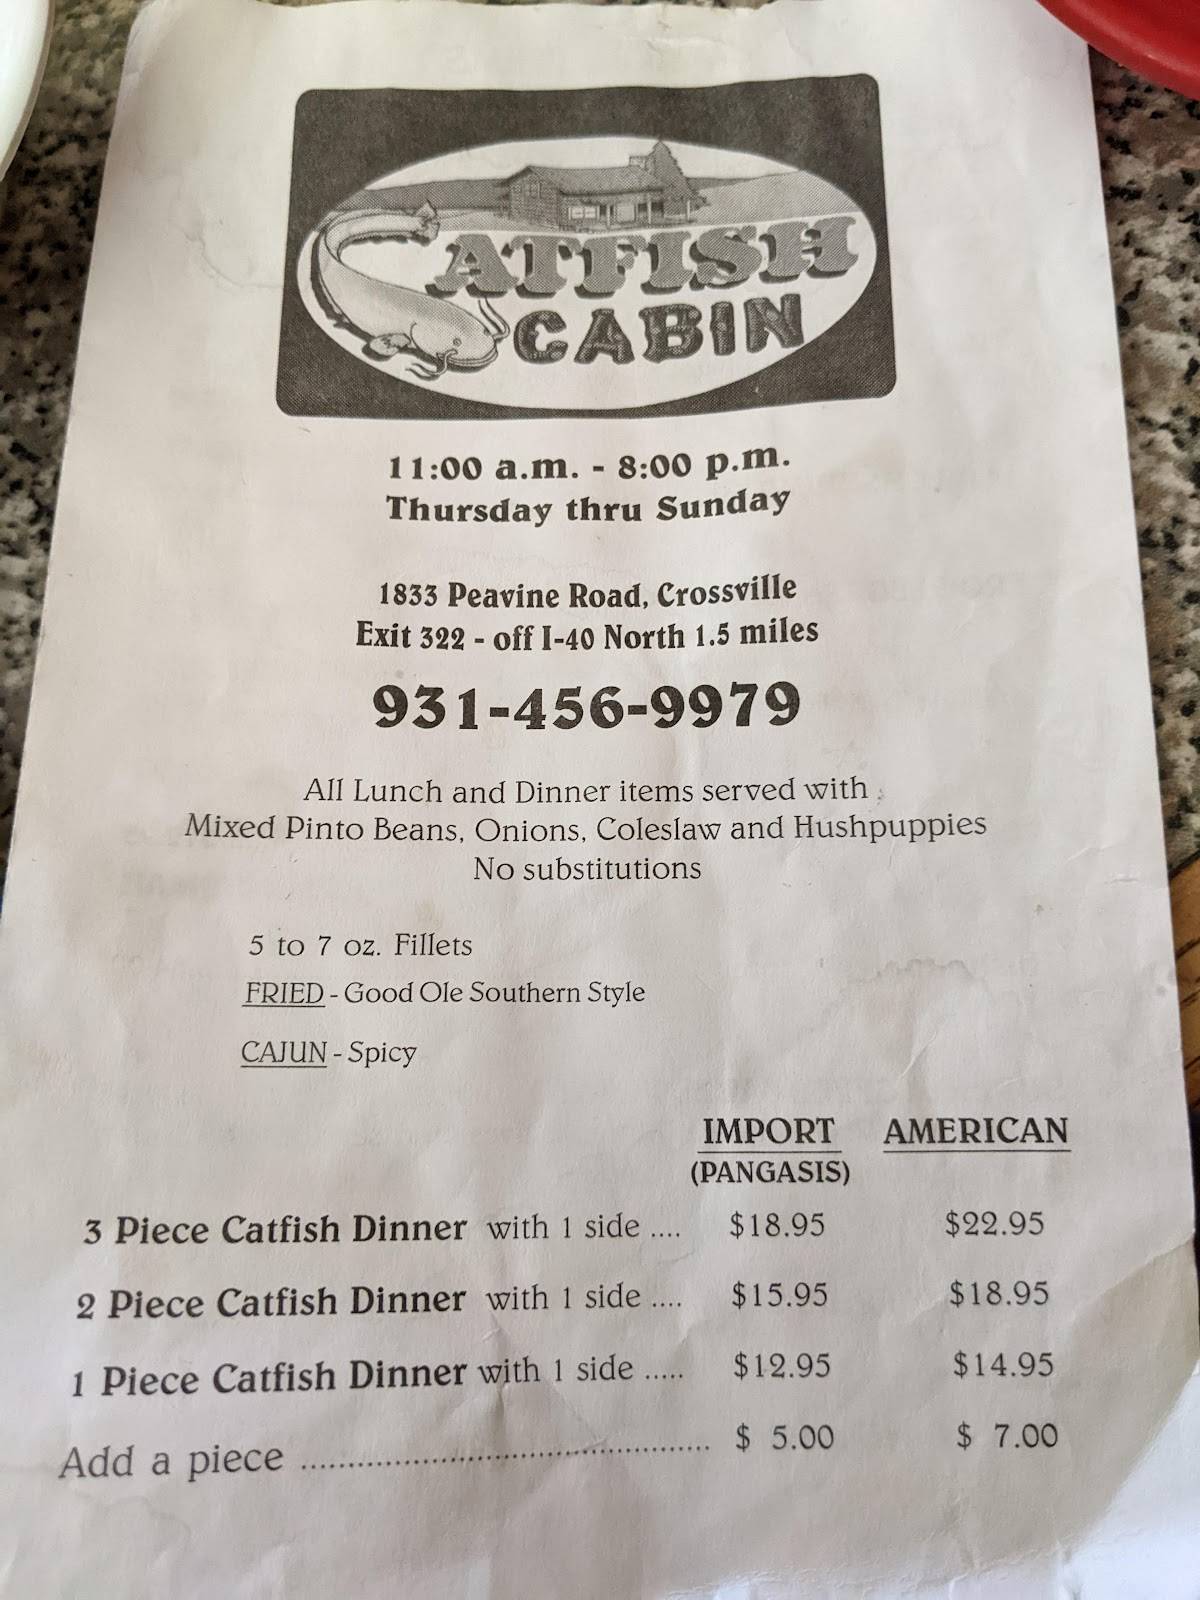 CATFISH
CABIN
11:00 a.m. - 8:00 p.m.
Thursday thru Sunday
1833 Peavine Road, Crossville
Exit 322 - off I-40 North 1.5 miles
931-456-9979
All Lunch and Dinner items served with
Mixed Pinto Beans, Onions, Coleslaw and Hushpuppies
No substitutions
5 to 7 oz. Fillets
FRIED - Good Ole Southern Style
CAJUN - Spicy
IMPORT AMERICAN
(PANGASIS)
3 Piece Catfish Dinner with 1 side .... $18.95 $22.95
2 Piece Catfish Dinner with 1 side .... $15.95 $18.95
1 Piece Catfish Dinner with 1 side ..... $12.95 $14.95
Add a piece ............................................ $ 5.00 $ 7.00